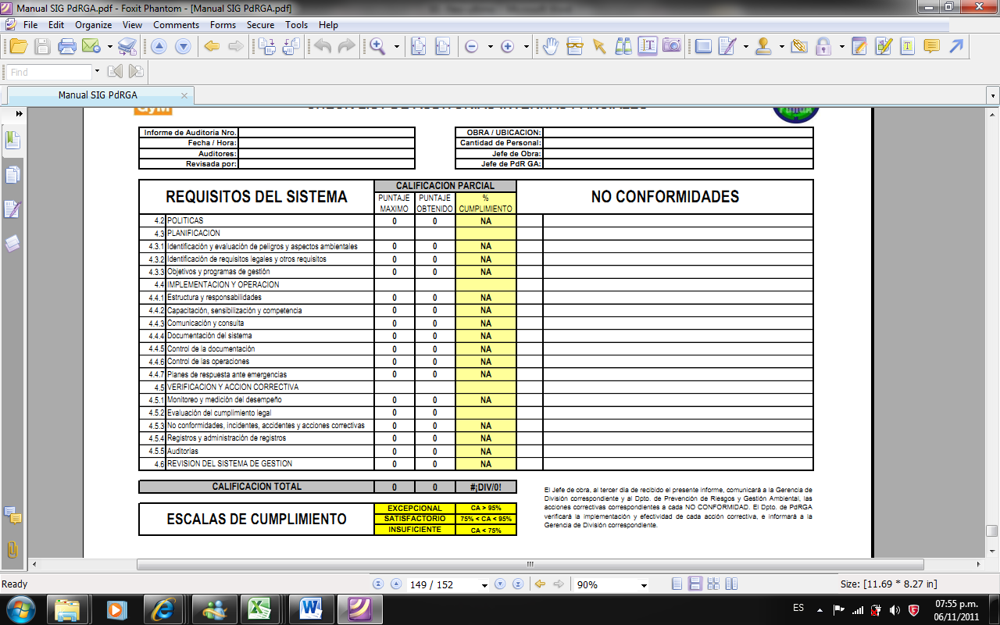 Manual SIG PdRGA.pdf - Foxit Phantom - [Manual SIG PdRGA.pdf]
File Edit Organize View Comments Forms Secure Tools Help
Find
Manual SIG PdRGA
GyM
Informe de Auditoria Nro.
Fecha / Hora:
Auditores:
Revisada por:
OBRA / UBICACION:
Cantidad de Personal:
Jefe de Obra:
Jefe de PdR GA:
REQUISITOS DEL SISTEMA
CALIFICACION PARCIAL
PUNTAJE MAXIMO
PUNTAJE OBTENIDO
% CUMPLIMIENTO
NO CONFORMIDADES
4.2 POLITICAS 0 0 NA
4.3 PLANIFICACION
4.3.1 Identificación y evaluación de peligros y aspectos ambientales 0 0 NA
4.3.2 Identificación de requisitos legales y otros requisitos 0 0 NA
4.3.3 Objetivos y programas de gestión 0 0 NA
4.4 IMPLEMENTACION Y OPERACION
4.4.1 Estructura y responsabilidades 0 0 NA
4.4.2 Capacitación, sensibilización y competencia 0 0 NA
4.4.3 Comunicación y consulta 0 0 NA
4.4.4 Documentación del sistema 0 0 NA
4.4.5 Control de la documentación 0 0 NA
4.4.6 Control de las operaciones 0 0 NA
4.4.7 Planes de respuesta ante emergencias 0 0 NA
4.5 VERIFICACION Y ACCION CORRECTIVA
4.5.1 Monitoreo y medición del desempeño 0 0 NA
4.5.2 Evaluación del cumplimiento legal 0 0
4.5.3 No conformidades, incidentes, accidentes y acciones correctivas 0 0 NA
4.5.4 Registros y administración de registros 0 0 NA
4.5.5 Auditorias 0 0 NA
4.6 REVISION DEL SISTEMA DE GESTION 0 0 NA
CALIFICACION TOTAL 0 0 #¡DIV/0!
ESCALAS DE CUMPLIMIENTO
EXCEPCIONAL CA > 95%
SATISFACTORIO 75% < CA < 95%
INSUFICIENTE CA < 75%
El Jefe de obra, al tercer dia de recibido el presente informe, comunicará a la Gerencia de
División correspondiente y al Dpto. de Prevención de Riesgos y Gestión Ambiental, las
acciones correctivas correspondientes a cada NO CONFORMIDAD. El Dpto. de PdRGA
verificará la implementación y efectividad de cada acción correctiva, e informará a la
Gerencia de División correspondiente.
Ready 149 / 152 90% Size: [11.69 * 8.27 in]
ES 07:55 p.m.
06/11/2011